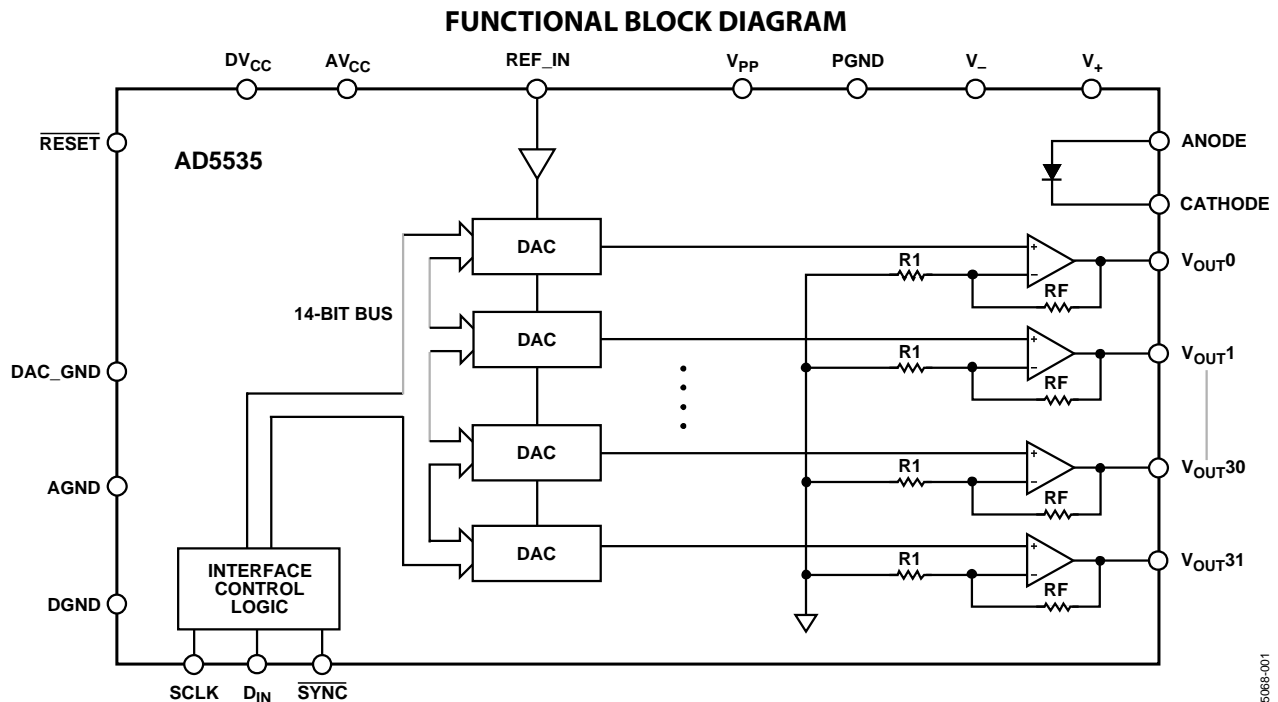 FUNCTIONAL BLOCK DIAGRAM
DVCC AVCC REF_IN VPP PGND V– V+
RESET
AD5535
ANODE
CATHODE
DAC
+
–
R1
RF
VOUT0
14-BIT BUS
DAC
+
–
R1
RF
VOUT1
DAC_GND
DAC
+
–
R1
RF
VOUT30
AGND
DAC
+
–
R1
RF
VOUT31
INTERFACE
CONTROL
LOGIC
DGND
SCLK DIN SYNC
5068-001